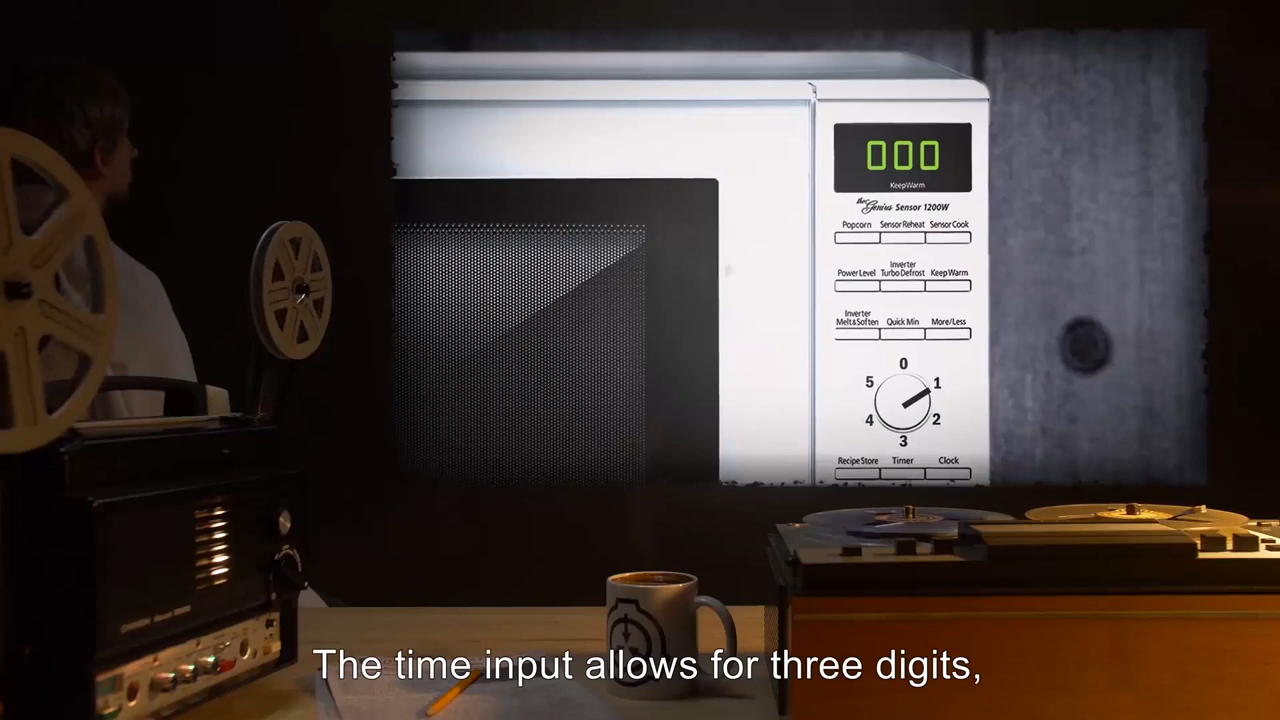 000
KeepWarm
the Genius Sensor 1200W
Popcorn Sensor Reheat Sensor Cook
Inverter
Power Level Turbo Defrost Keep Warm
Inverter
Melt&Soften Quick Min More/Less
0
5 1
4 2
3
Recipe Store Timer Clock
The time input allows for three digits,